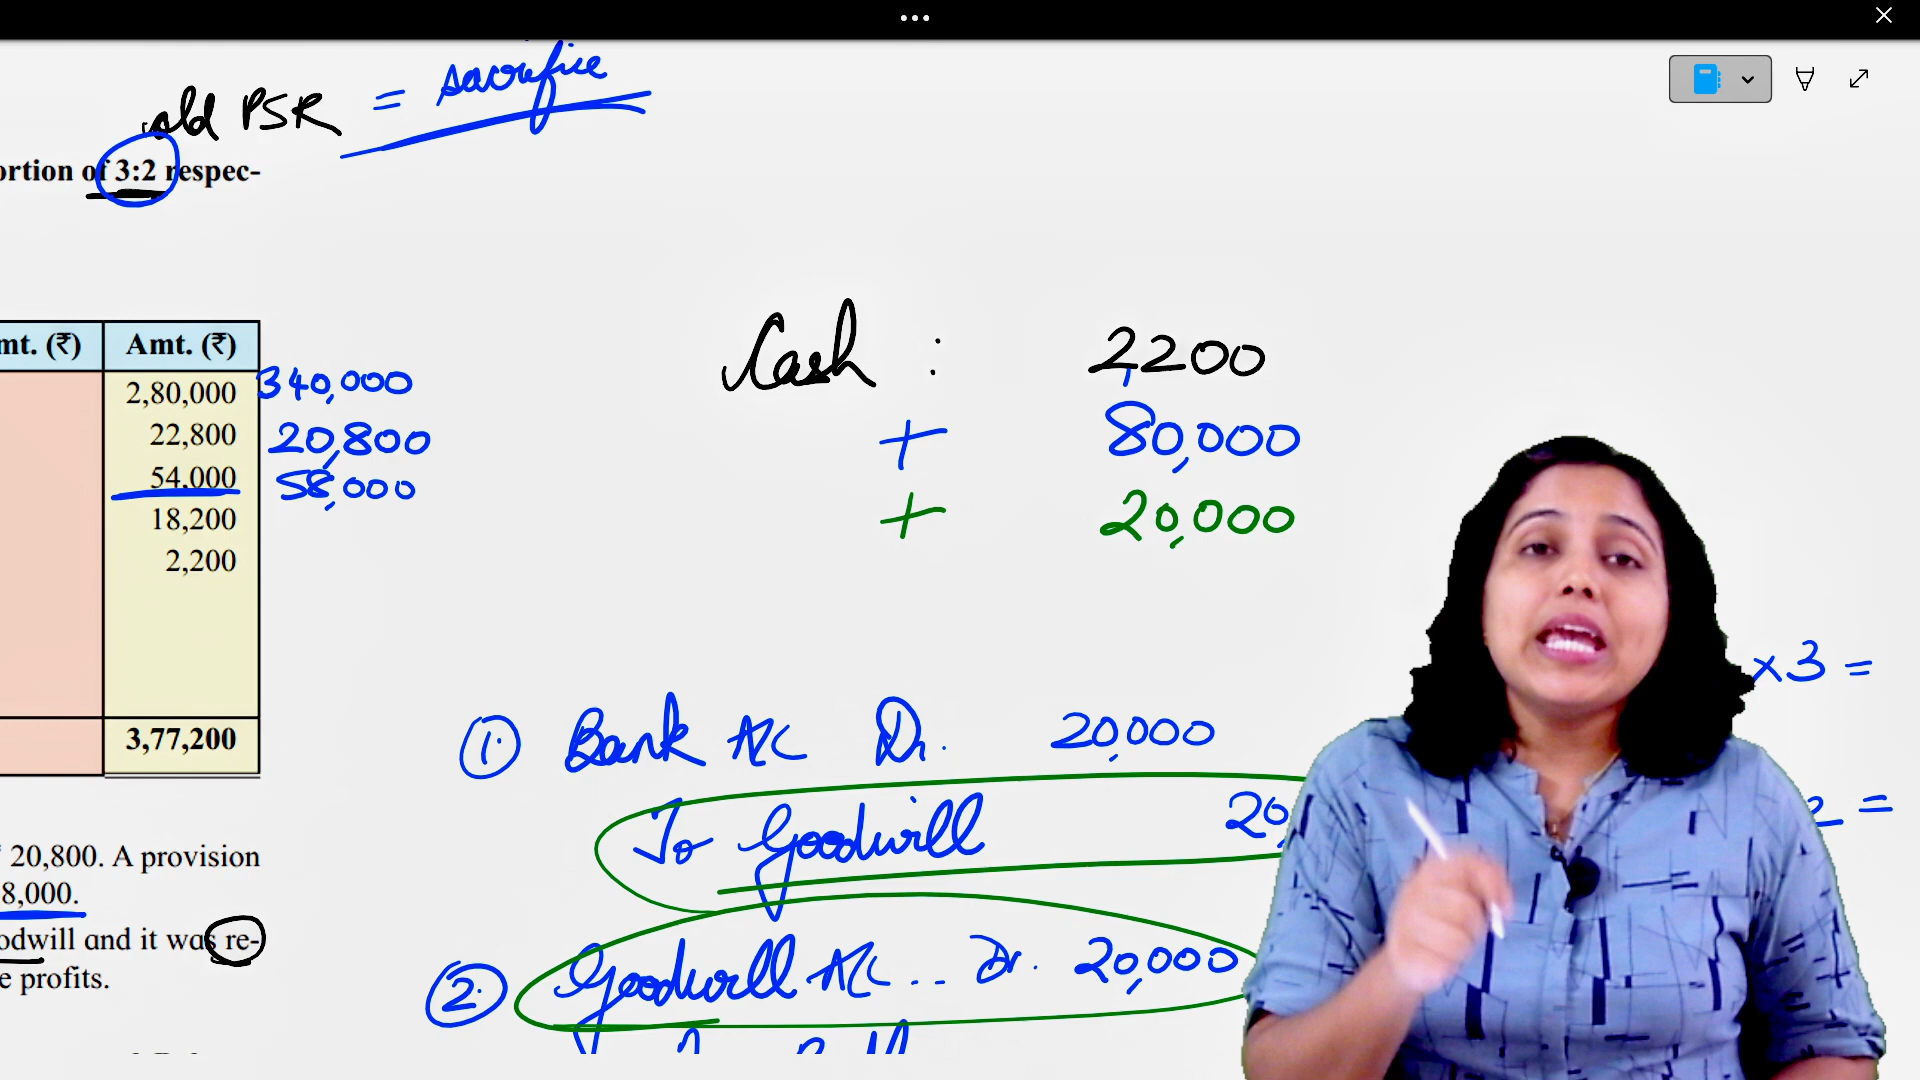 old PSR = sacrifice
ortion of 3:2 respec-
mt. (₹) Amt. (₹)
2,80,000 340,000
22,800 20,800
54,000 58,000
18,200
2,200
3,77,200
Cash : 2200
+ 80,000
+ 20,000
x3 =
① Bank A/c Dr. 20,000
To Goodwill 20,
2 =
20,800. A provision
8,000.
odwill and it was re-
e profits.
② Goodwill A/c .. Dr. 20,000